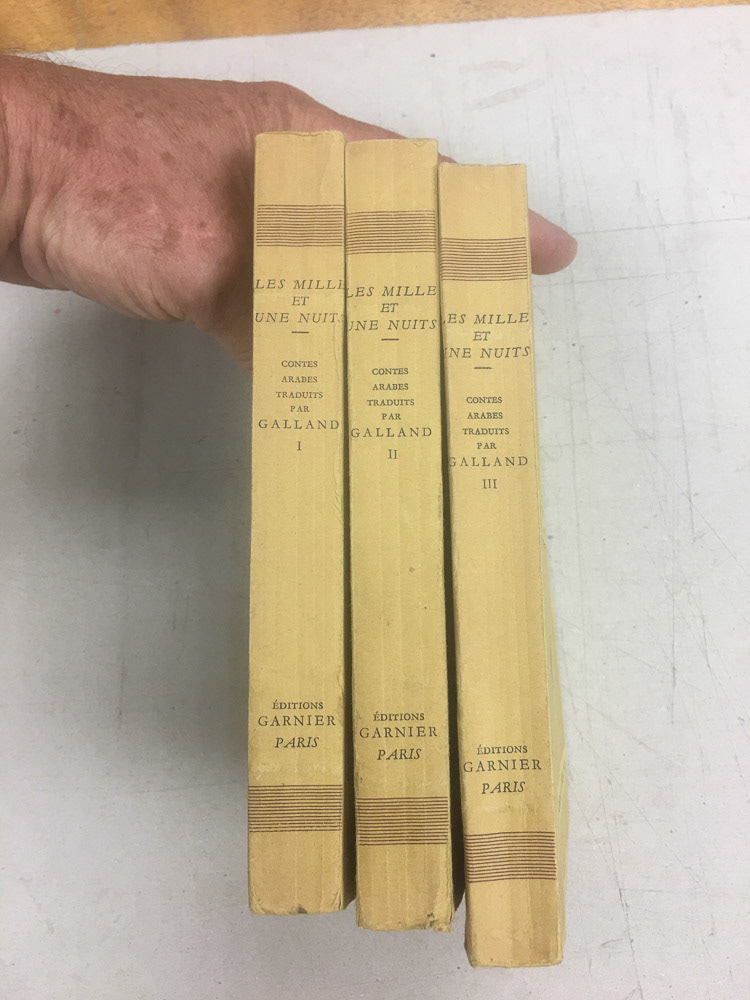 LES MILLE
ET
UNE NUITS
CONTES
ARABES
TRADUITS
PAR
GALLAND
I
ÉDITIONS
GARNIER
PARIS
LES MILLE
ET
UNE NUITS
CONTES
ARABES
TRADUITS
PAR
GALLAND
II
ÉDITIONS
GARNIER
PARIS
LES MILLE
ET
UNE NUITS
CONTES
ARABES
TRADUITS
PAR
GALLAND
III
ÉDITIONS
GARNIER
PARIS